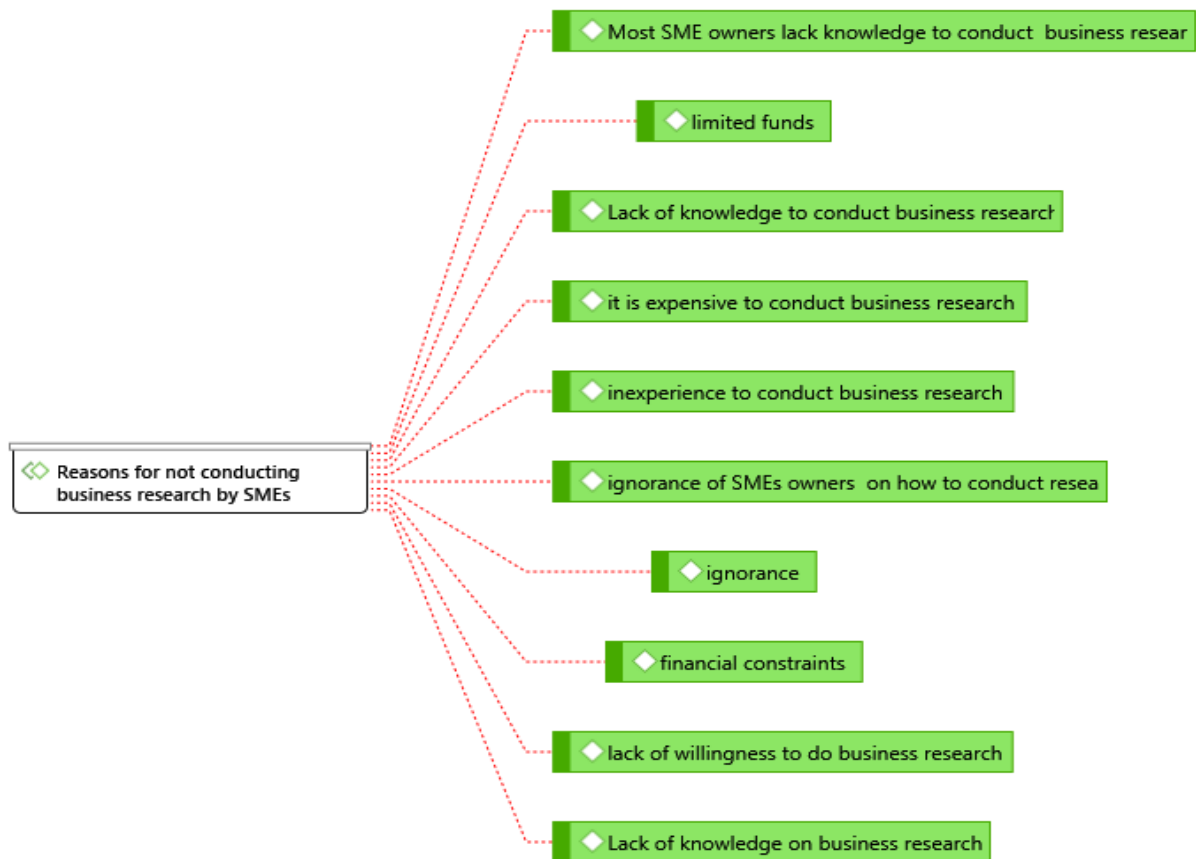 Most SME owners lack knowledge to conduct  business resear
limited funds
Lack of knowledge to conduct business research
it is expensive to conduct business research
inexperience to conduct business research
Reasons for not conducting
business research by SMEs
ignorance of SMEs owners  on how to conduct resea
ignorance
financial constraints
lack of willingness to do business research
Lack of knowledge on business research